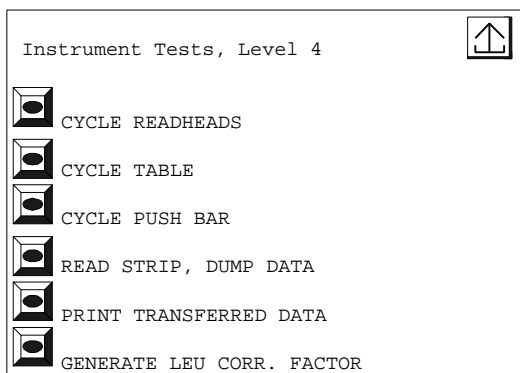 Instrument Tests, Level 4
CYCLE READHEADS
CYCLE TABLE
CYCLE PUSH BAR
READ STRIP, DUMP DATA
PRINT TRANSFERRED DATA
GENERATE LEU CORR. FACTOR